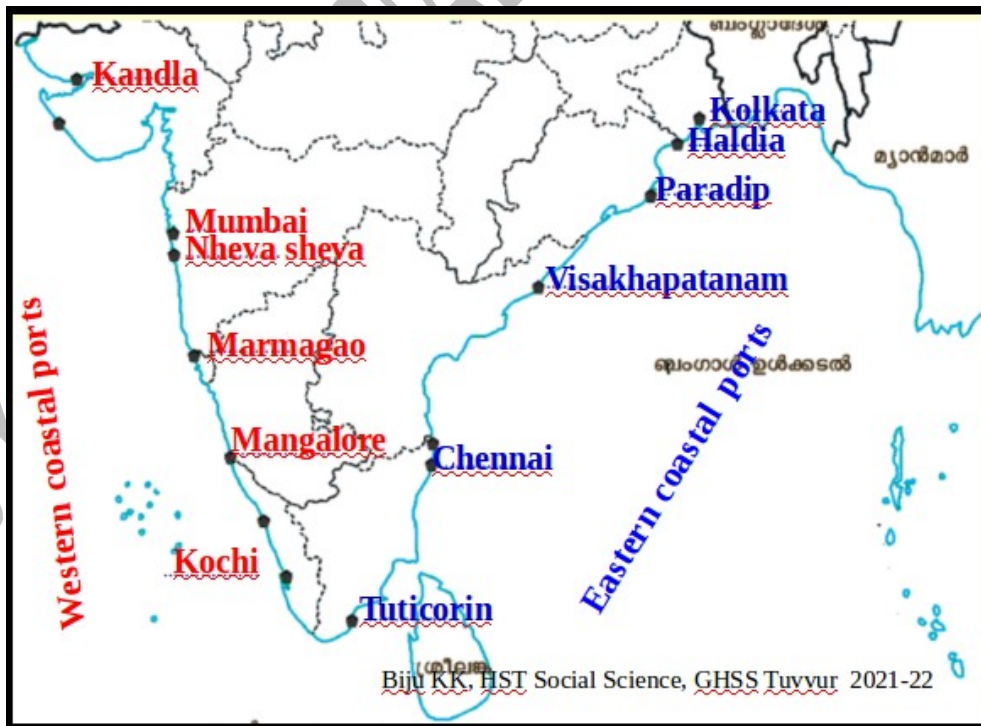 ബംഗ്ലാദേശ്
Kandla
Kolkata
Haldia
മ്യാൻമാർ
Paradip
Mumbai
Nheva sheva
Visakhapatanam
Marmagao
ബംഗാൾ ഉൾക്കടൽ
Western coastal ports
Eastern coastal ports
Mangalore
Chennai
Kochi
Tuticorin
ശ്രീലങ്ക
Biju KK, HST Social Science, GHSS Tuvvur 2021-22